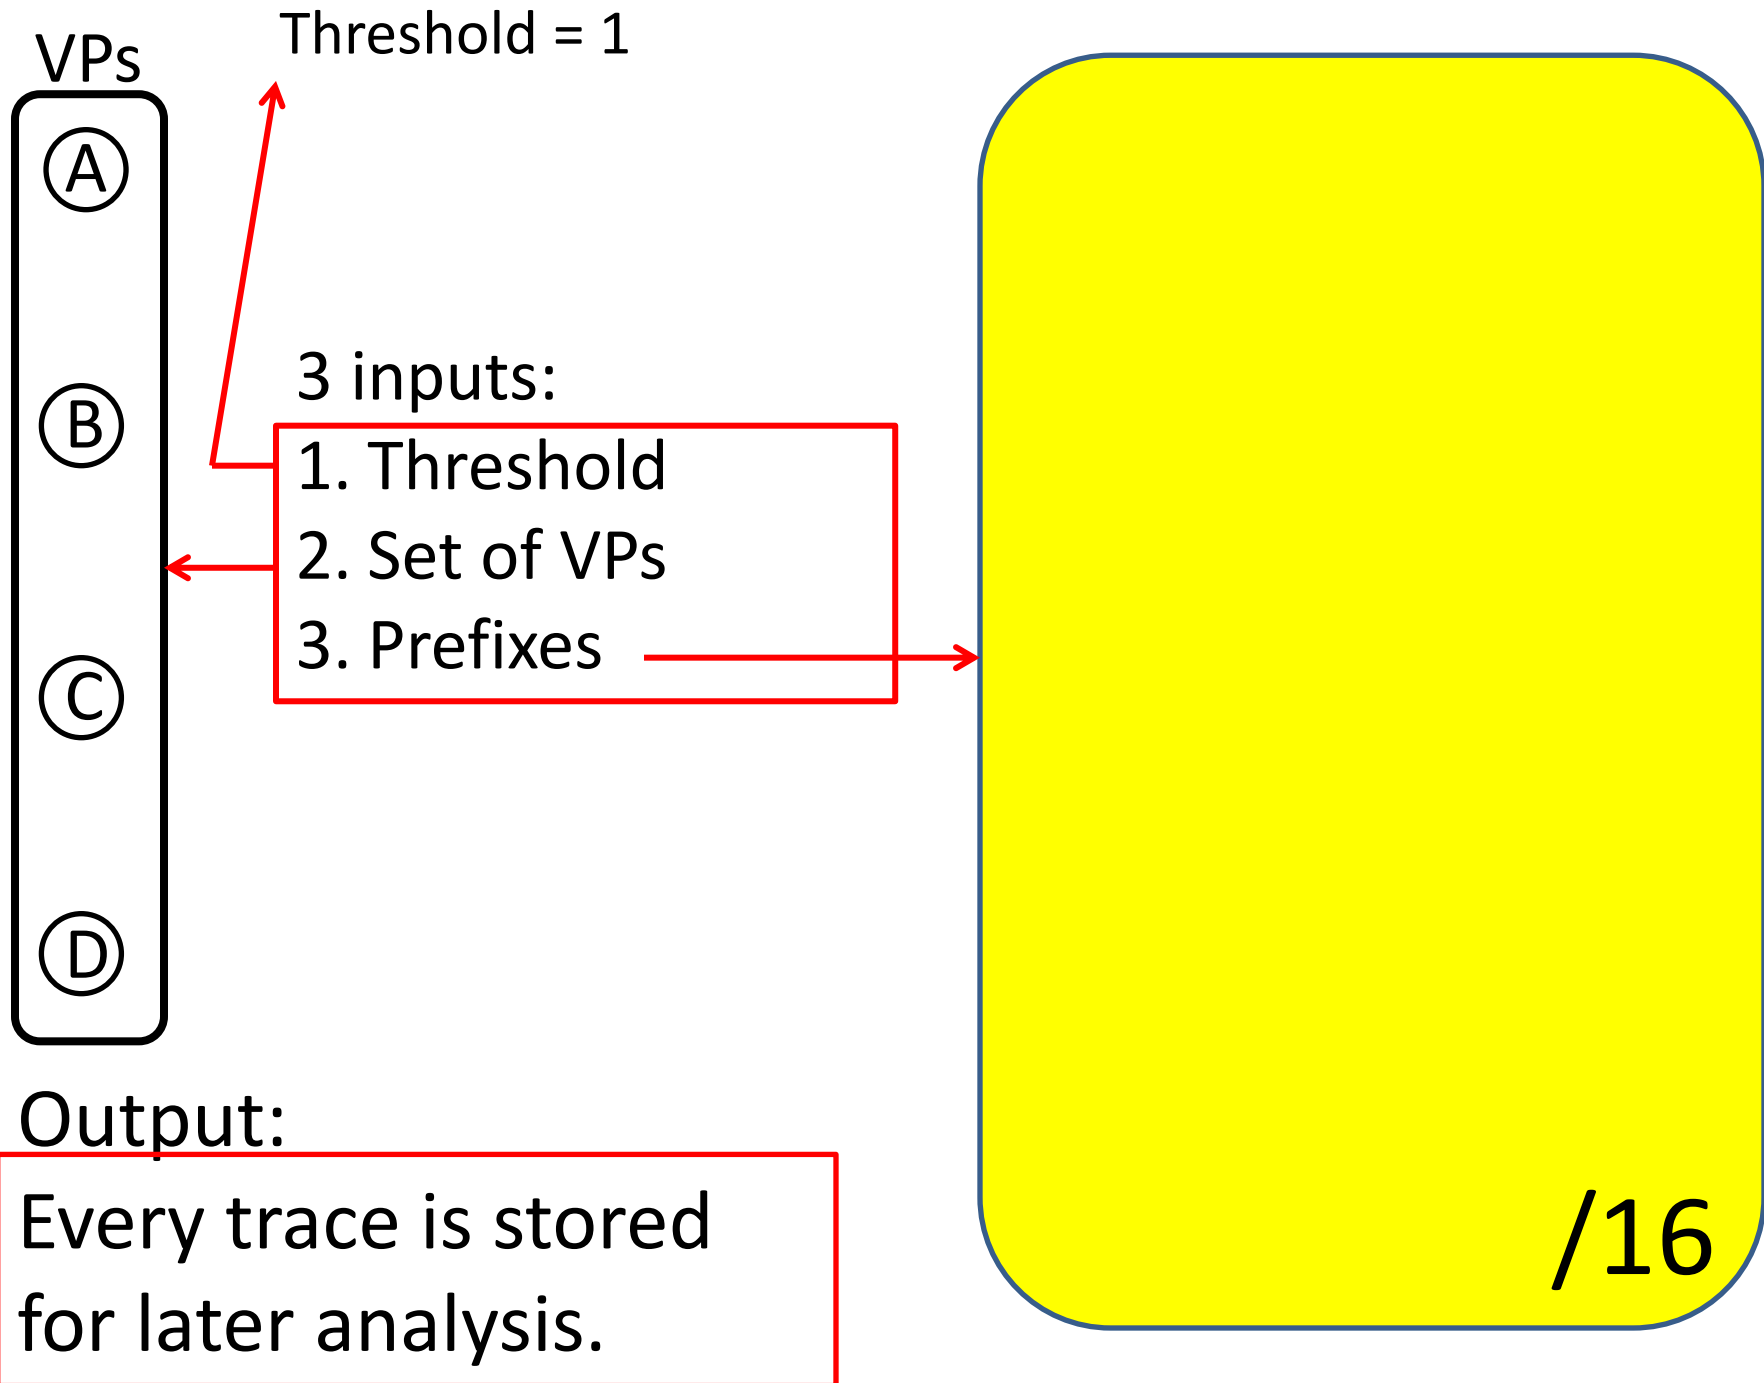 Threshold = 1
VPs
A
B
C
D
3 inputs:
1. Threshold
2. Set of VPs
3. Prefixes
/16
Output:
Every trace is stored
for later analysis.